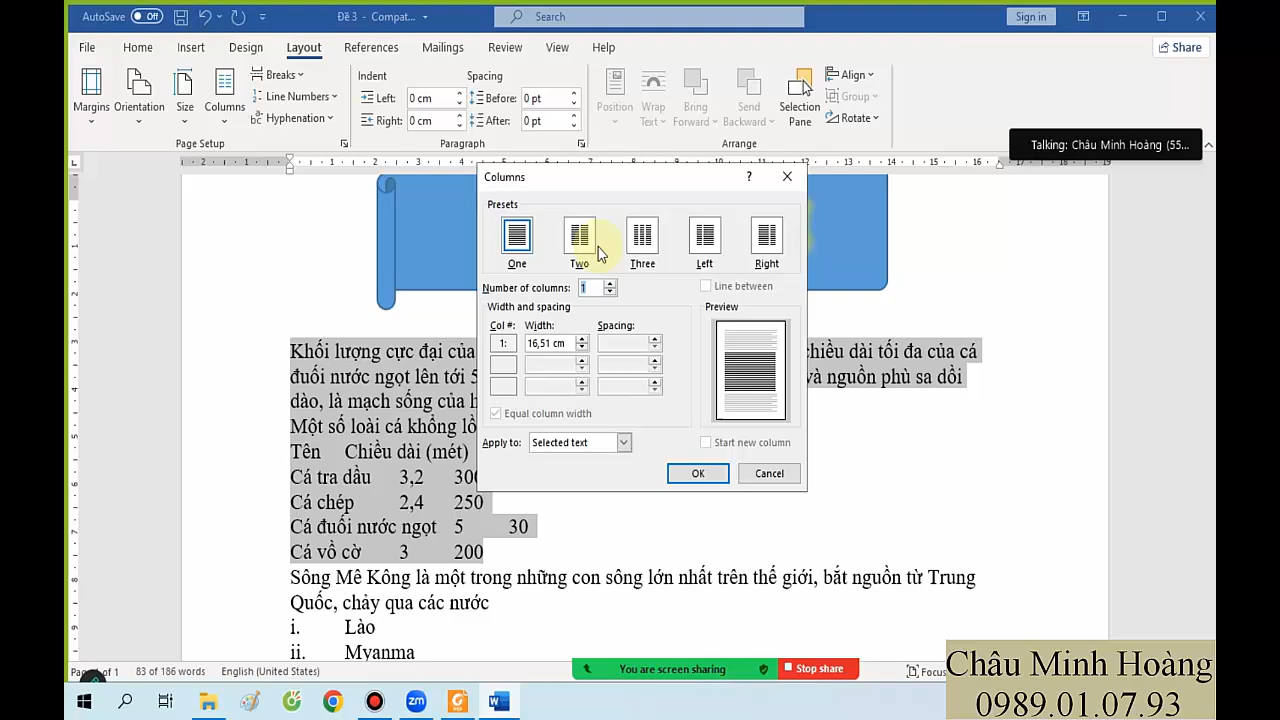 AutoSave Off Đề 3 - Compat... Search Sign in
File Home Insert Design Layout References Mailings Review View Help Share
Margins Orientation Size Columns Breaks Line Numbers Hyphenation
Indent Spacing
Left: 0 cm Before: 0 pt
Right: 0 cm After: 0 pt
Position Wrap Text Bring Forward Send Backward Selection Pane Align Group Rotate
Page Setup Paragraph Arrange
Talking: Châu Minh Hoàng (55...
Columns ?
Presets
One Two Three Left Right
Number of columns: 1 Line between
Width and spacing Preview
Col #: Width: Spacing:
1: 16,51 cm
Equal column width
Apply to: Selected text Start new column
OK Cancel
Khối lượng cực đại của chiều dài tối đa của cá
đuối nước ngọt lên tới 5 và nguồn phù sa dồi
dào, là mạch sống của
Một số loài cá khổng lồ
Tên Chiều dài (mét)
Cá tra dầu 3,2 300
Cá chép 2,4 250
Cá đuối nước ngọt 5 30
Cá vồ cờ 3 200
Sông Mê Kông là một trong những con sông lớn nhất trên thế giới, bắt nguồn từ Trung
Quốc, chảy qua các nước
i. Lào
ii. Myanma
of 1 83 of 186 words English (United States) You are screen sharing Stop share Focus
Châu Minh Hoàng
0989.01.07.93